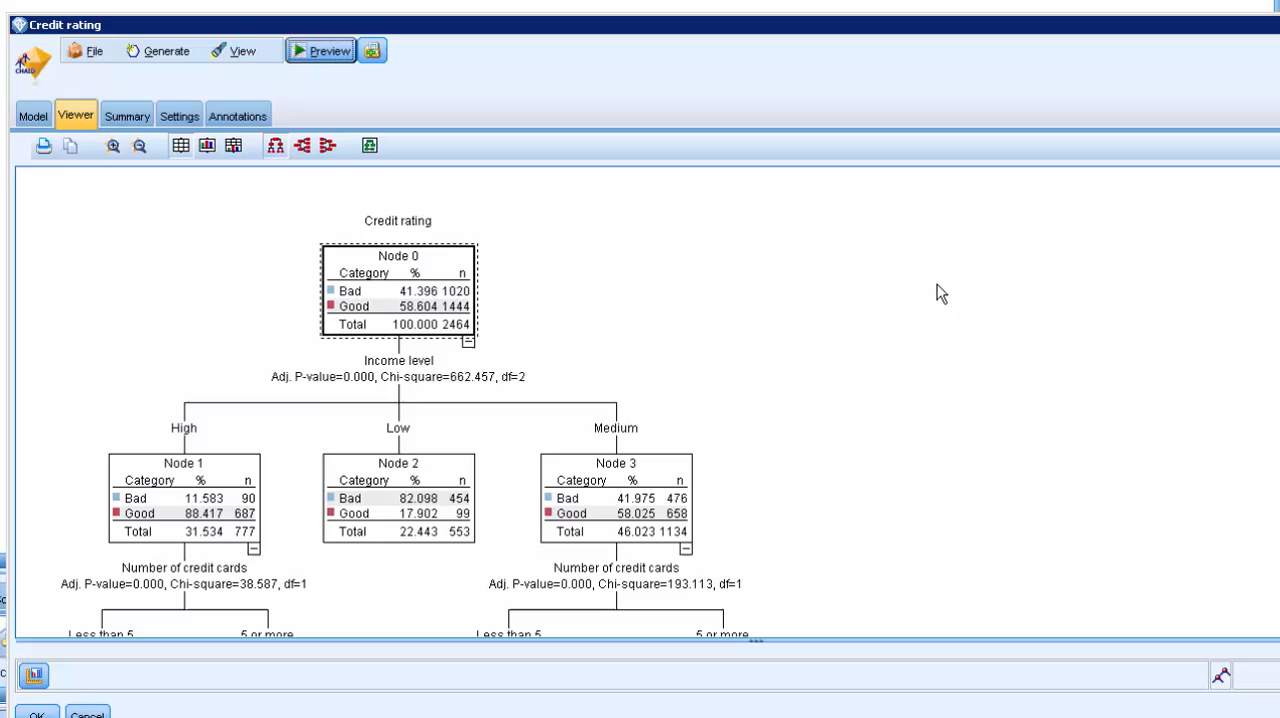 Credit rating
CHAID
File Generate View Preview
Model Viewer Summary Settings Annotations
Credit rating
Node 0
Category % n
Bad 41.396 1020
Good 58.604 1444
Total 100.000 2464
Income level
Adj. P-value=0.000, Chi-square=662.457, df=2
High Low Medium
Node 1
Category % n
Bad 11.583 90
Good 88.417 687
Total 31.534 777
Node 2
Category % n
Bad 82.098 454
Good 17.902 99
Total 22.443 553
Node 3
Category % n
Bad 41.975 476
Good 58.025 658
Total 46.023 1134
Number of credit cards
Adj. P-value=0.000, Chi-square=38.587, df=1
Number of credit cards
Adj. P-value=0.000, Chi-square=193.113, df=1
Less than 5 5 or more Less than 5 5 or more
OK Cancel